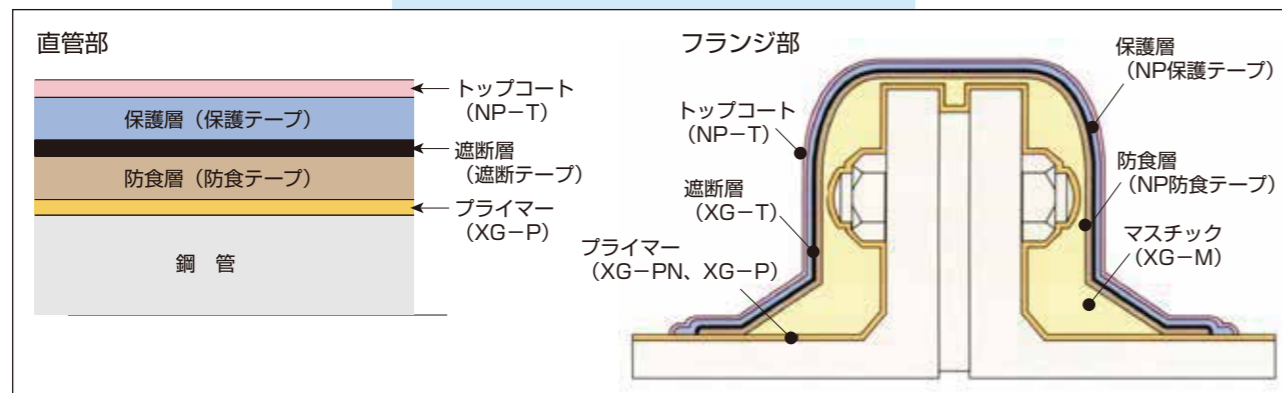 直管部
トップコート
(NP-T)
保護層(保護テープ)
遮断層
(遮断テープ)
防食層(防食テープ)
プライマー
(XG-P)
鋼 管
フランジ部
保護層
(NP保護テープ)
トップコート
(NP-T)
防食層
(NP防食テープ)
遮断層
(XG-T)
マスチック
(XG-M)
プライマー
(XG-PN、XG-P)